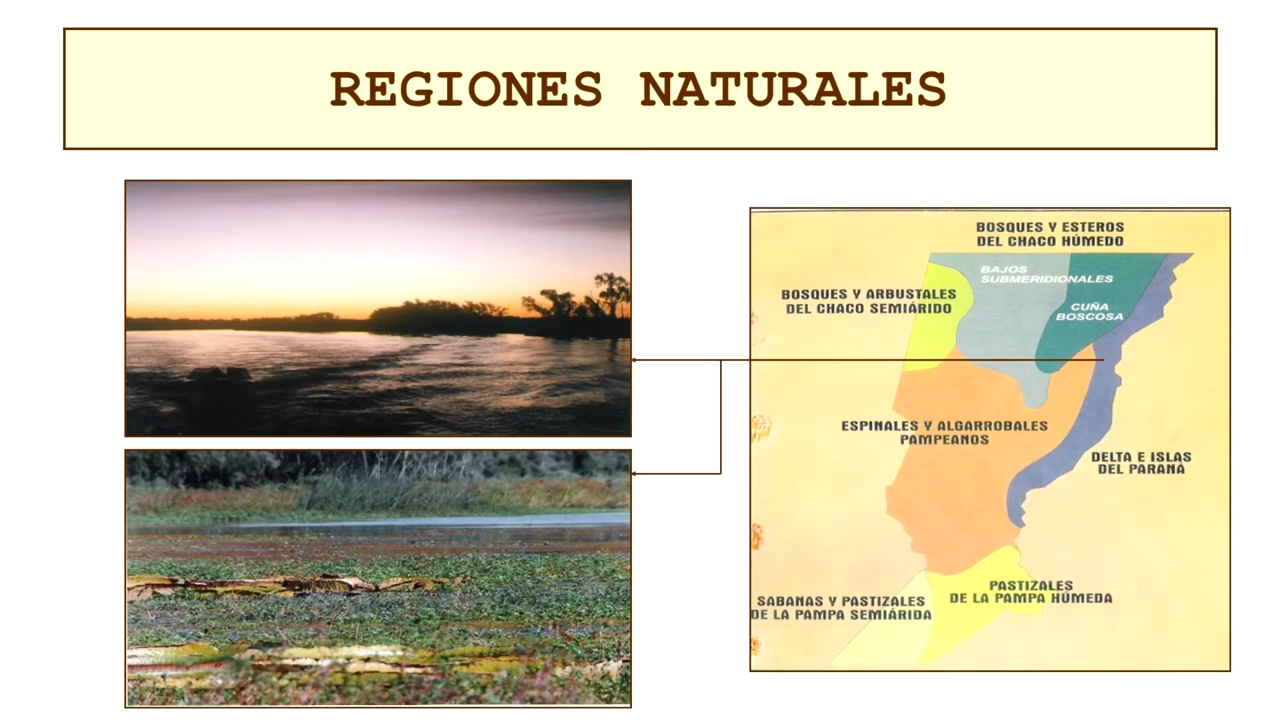 REGIONES NATURALES
BOSQUES Y ESTEROS
DEL CHACO HÚMEDO
BAJOS
SUBMERIDIONALES
BOSQUES Y ARBUSTALES
DEL CHACO SEMIÁRIDO
CUÑA
BOSCOSA
ESPINALES Y ALGARROBALES
PAMPEANOS
DELTA E ISLAS
DEL PARANÁ
PASTIZALES
DE LA PAMPA HÚMEDA
SABANAS Y PASTIZALES
DE LA PAMPA SEMIÁRIDA